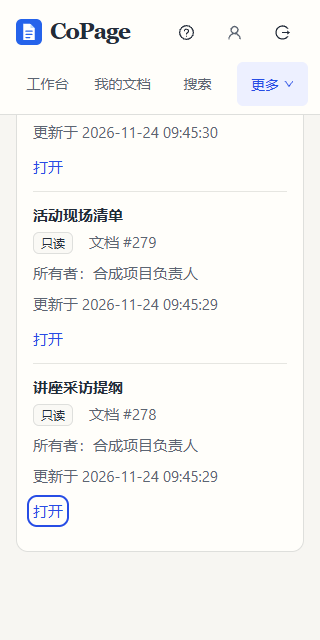 CoPage
工作台 我的文档 搜索 更多
更新于 2026-11-24 09:45:30
打开
活动现场清单
只读 文档 #279
所有者：合成项目负责人
更新于 2026-11-24 09:45:29
打开
讲座采访提纲
只读 文档 #278
所有者：合成项目负责人
更新于 2026-11-24 09:45:29
打开